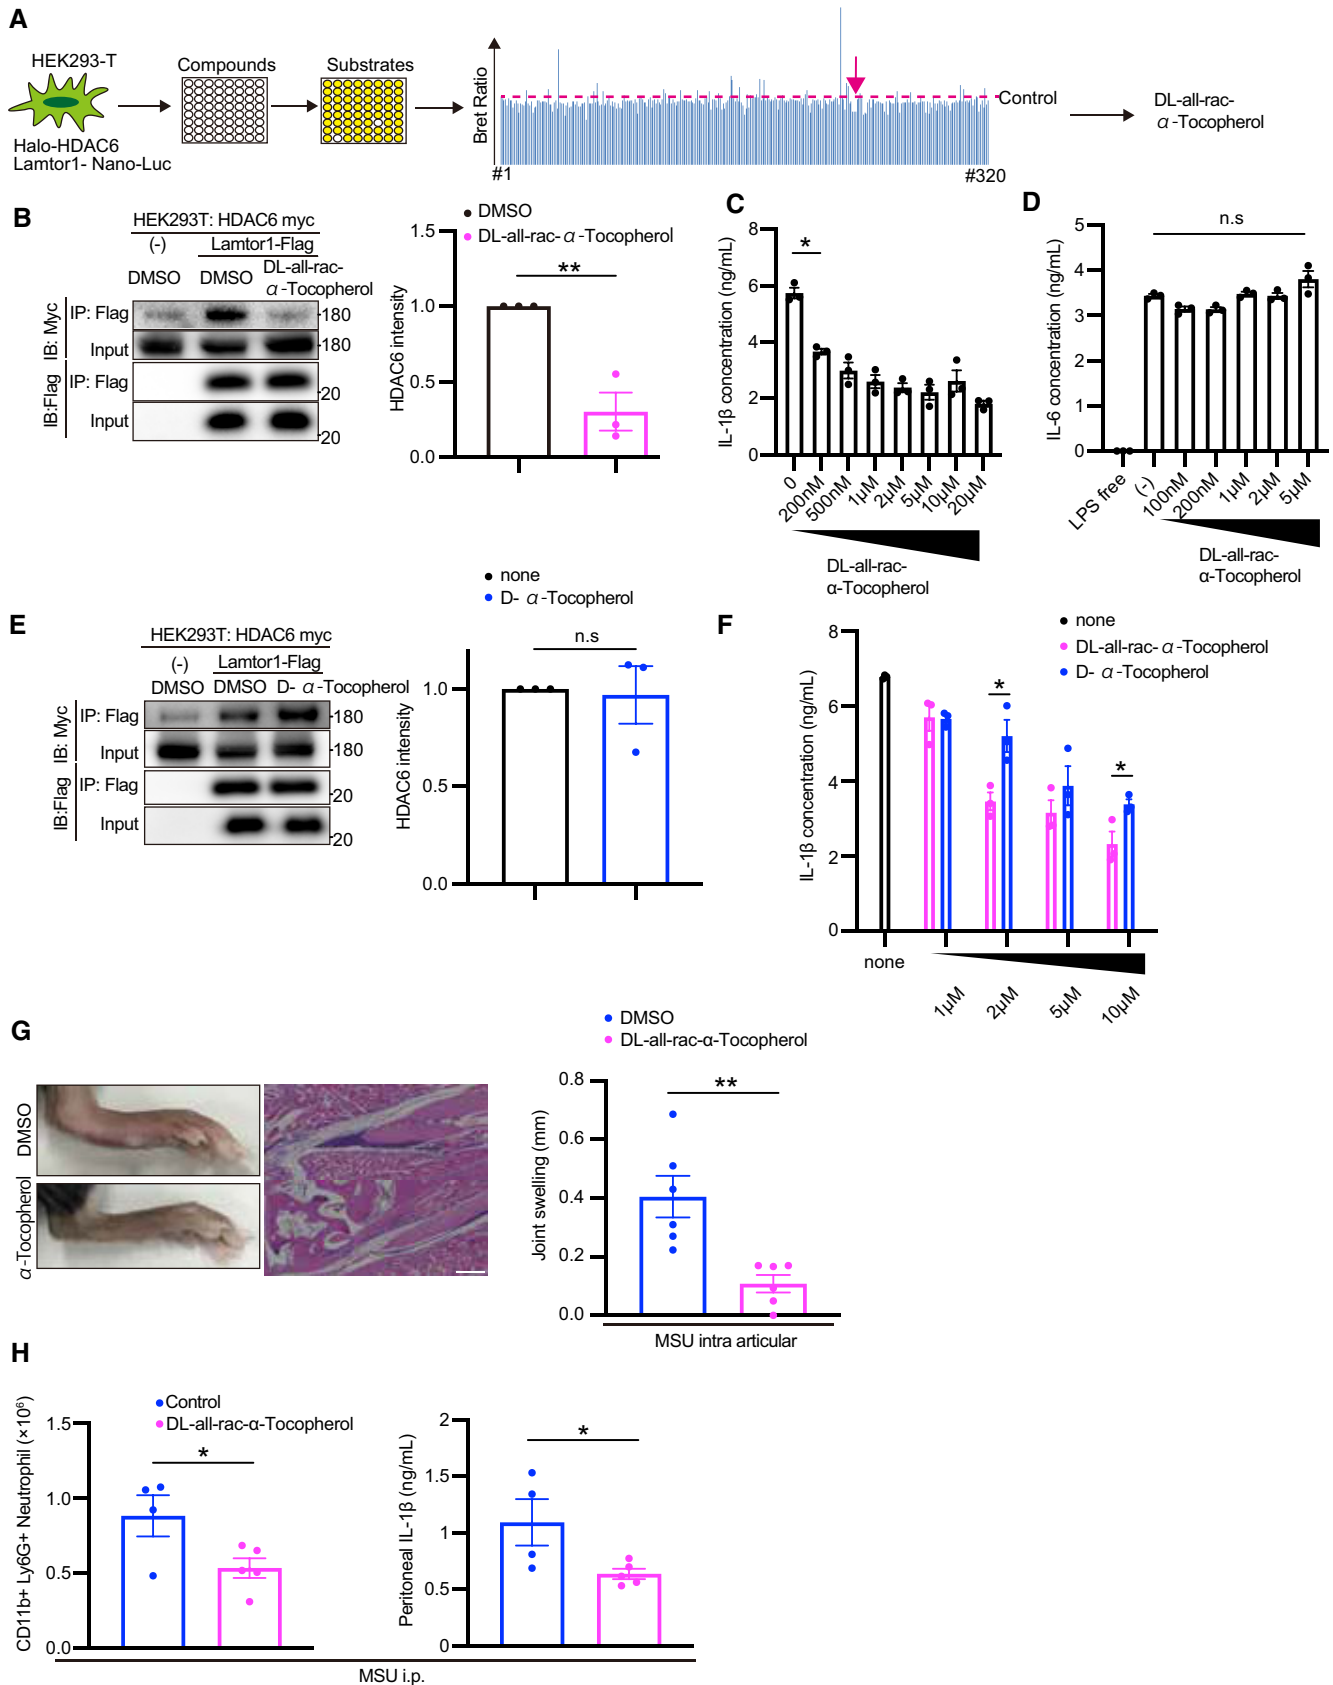 A
HEK293-T
Halo-HDAC6
Lamtor1- Nano-Luc
Compounds
Substrates
Bret Ratio
#1
#320
Control
DL-all-rac-
α-Tocopherol
B
HEK293T: HDAC6 myc
(-)
Lamtor1-Flag
DMSO
DMSO
DL-all-rac-
α-Tocopherol
IB: Myc
IP: Flag
180
Input
180
IB:Flag
IP: Flag
20
Input
20
DMSO
DL-all-rac- α-Tocopherol
HDAC6 intensity
1.5
1.0
0.5
0.0
**
C
IL-1β concentration (ng/mL)
8
6
4
2
0
*
0
200nM
500nM
1μM
2μM
5μM
10μM
20μM
DL-all-rac-
α-Tocopherol
D
IL-6 concentration (ng/mL)
5
4
3
2
1
0
n.s
LPS free
(-)
100nM
200nM
1μM
2μM
5μM
DL-all-rac-
α-Tocopherol
E
HEK293T: HDAC6 myc
(-)
Lamtor1-Flag
DMSO
DMSO
D- α-Tocopherol
IB: Myc
IP: Flag
180
Input
180
IB:Flag
IP: Flag
20
Input
20
none
D- α-Tocopherol
HDAC6 intensity
1.0
0.5
0.0
n.s
F
none
DL-all-rac- α-Tocopherol
D- α-Tocopherol
IL-1β concentration (ng/mL)
8
6
4
2
0
*
*
none
1μM
2μM
5μM
10μM
G
DMSO
α-Tocopherol
DMSO
DL-all-rac-α-Tocopherol
Joint swelling (mm)
0.8
0.6
0.4
0.2
0.0
**
MSU intra articular
H
Control
DL-all-rac-α-Tocopherol
CD11b+ Ly6G+ Neutrophil (×10⁶)
1.5
1.0
0.5
0.0
*
Peritoneal IL-1β (ng/mL)
2
1.5
1
0.5
0
*
MSU i.p.